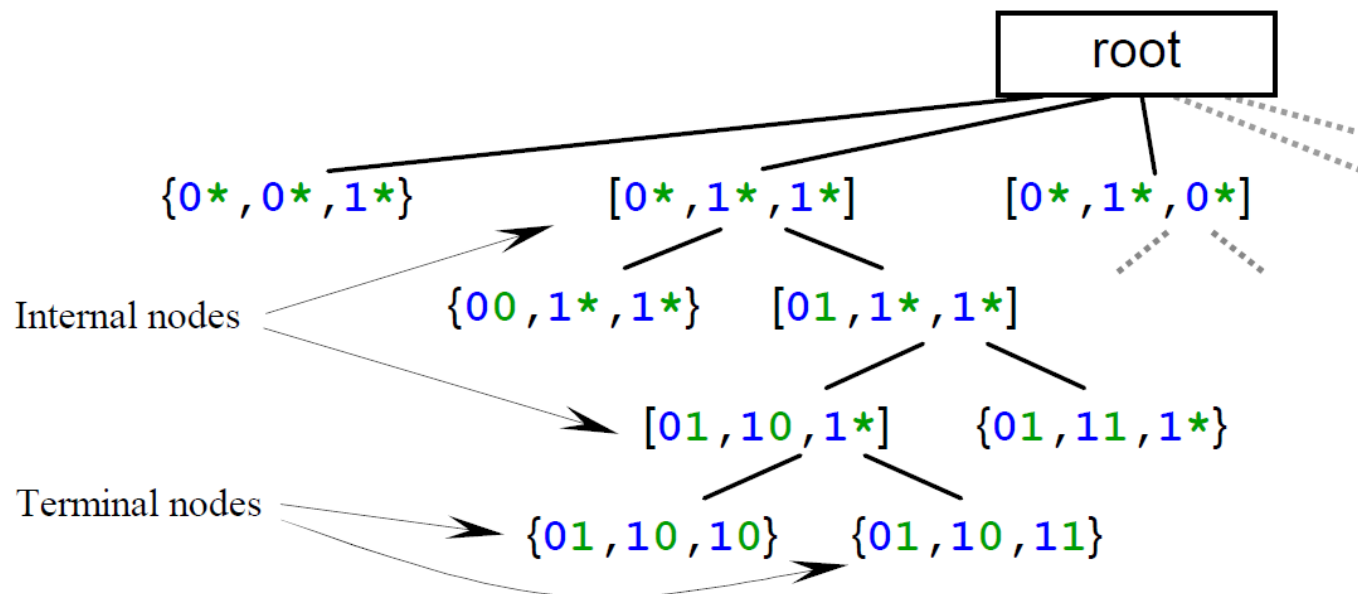 root
{0*,0*,1*} [0*,1*,1*] [0*,1*,0*]
Internal nodes {00,1*,1*} [01,1*,1*]
[01,10,1*] {01,11,1*}
Terminal nodes {01,10,10} {01,10,11}